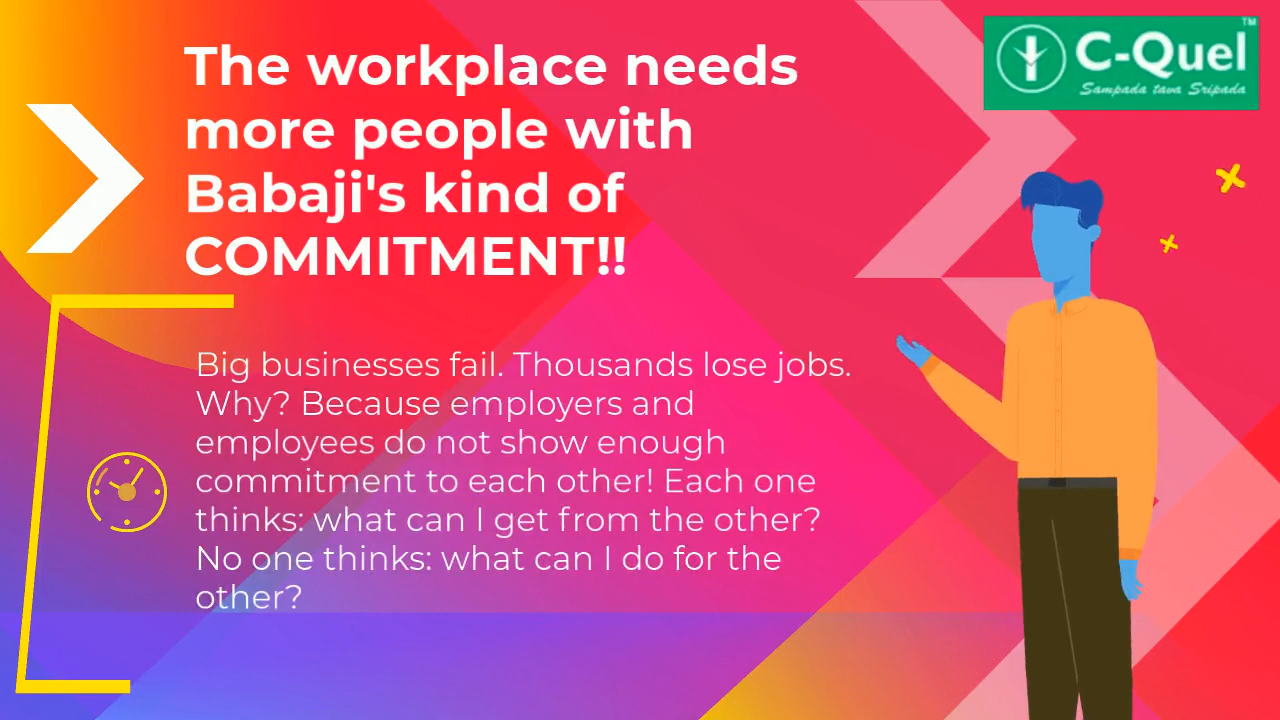 The workplace needs
more people with
Babaji's kind of
COMMITMENT!!
TM
C-Quel
Sampada tava Sripada
Big businesses fail. Thousands lose jobs.
Why? Because employers and
employees do not show enough
commitment to each other! Each one
thinks: what can I get from the other?
No one thinks: what can I do for the
other?